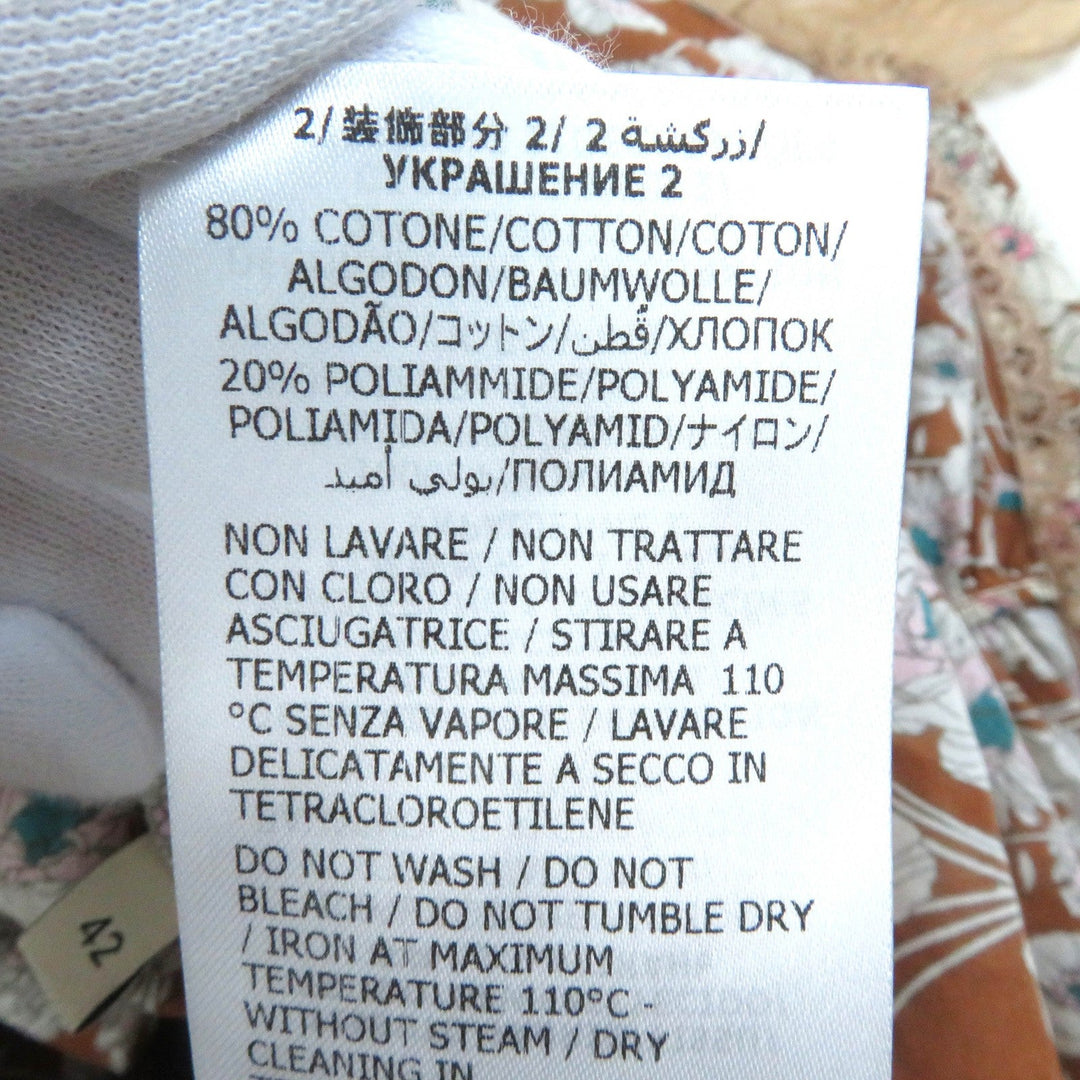 2/ 装飾部分 2/ 2 زركشة/
УКРАШЕНИЕ 2
80% COTONE/COTTON/COTON/
ALGODON/BAUMWOLLE/
ALGODÃO/コットン/قُطن/ХЛОПОК
20% POLIAMMIDE/POLYAMIDE/
POLIAMIDA/POLYAMID/ナイロン/
بولي أميد/ПОЛИАМИД
NON LAVARE / NON TRATTARE
CON CLORO / NON USARE
ASCIUGATRICE / STIRARE A
TEMPERATURA MASSIMA 110
°C SENZA VAPORE / LAVARE
DELICATAMENTE A SECCO IN
TETRACLOROETILENE
DO NOT WASH / DO NOT
BLEACH / DO NOT TUMBLE DRY
/ IRON AT MAXIMUM
TEMPERATURE 110°C -
WITHOUT STEAM / DRY
CLEANING IN
42